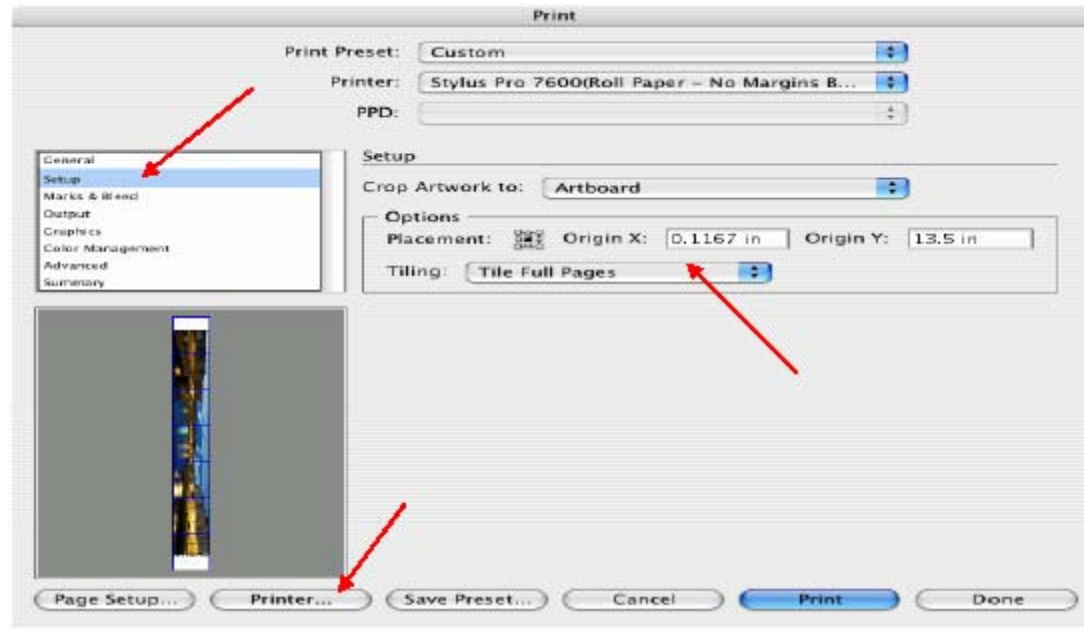 Print
Print Preset: Custom
Printer: Stylus Pro 7600(Roll Paper – No Margins B...
PPD:
General
Setup
Marks & Bleed
Output
Graphics
Color Management
Advanced
Summary
Setup
Crop Artwork to: Artboard
Options
Placement: Origin X: 0.1167 in Origin Y: 13.5 in
Tiling: Tile Full Pages
Page Setup... Printer... Save Preset... Cancel Print Done